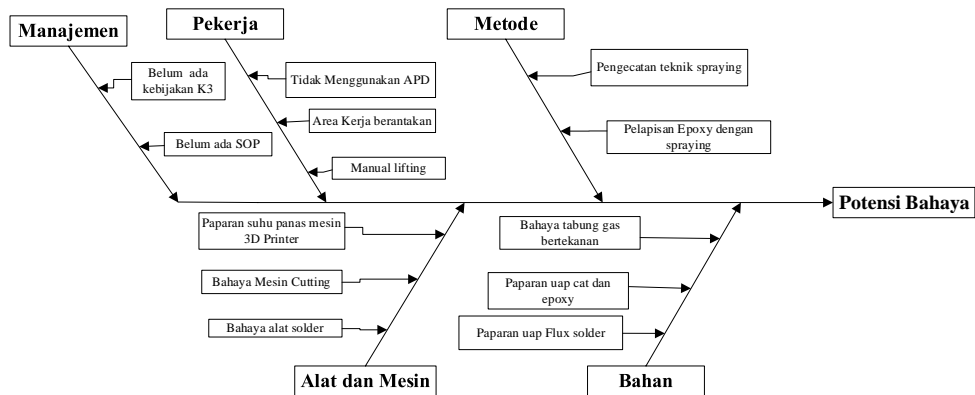 Manajemen
Pekerja
Metode
Belum ada
kebijakan K3
Belum ada SOP
Tidak Menggunakan APD
Area Kerja berantakan
Manual lifting
Pengecatan teknik spraying
Pelapisan Epoxy dengan
spraying
Potensi Bahaya
Paparan suhu panas mesin
3D Printer
Bahaya Mesin Cutting
Bahaya alat solder
Bahaya tabung gas
bertekanan
Paparan uap cat dan
epoxy
Paparan uap Flux solder
Alat dan Mesin
Bahan